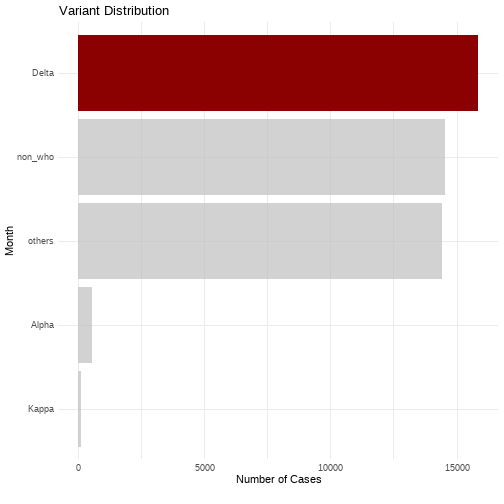 Variant Distribution
Delta
non_who
others
Alpha
Kappa
Month
0 5000 10000 15000
Number of Cases